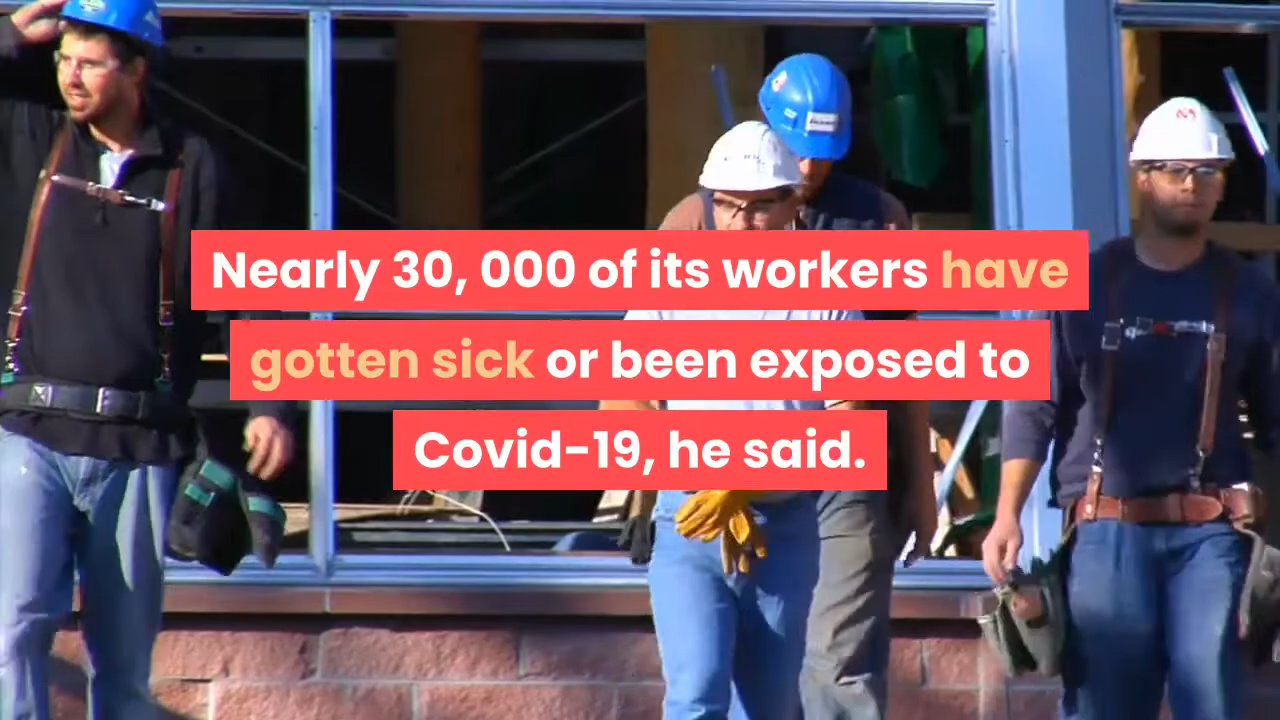 Nearly 30, 000 of its workers have
gotten sick or been exposed to
Covid-19, he said.